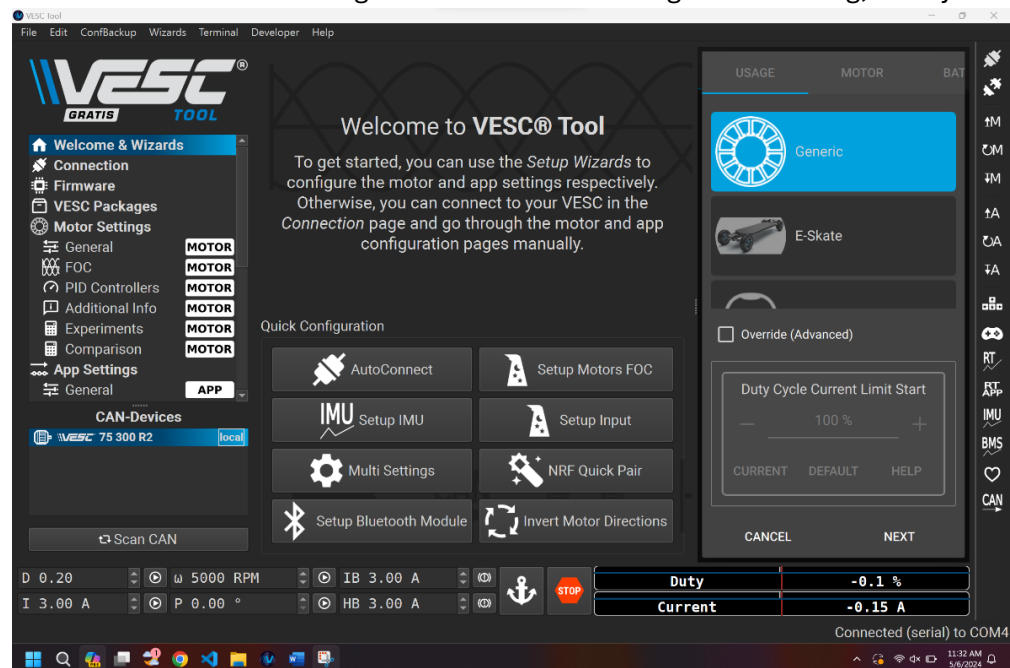 VESC Tool
File Edit ConfBackup Wizards Terminal Developer Help
VESC®
GRATIS TOOL
Welcome & Wizards
Connection
Firmware
VESC Packages
Motor Settings
General MOTOR
FOC MOTOR
PID Controllers MOTOR
Additional Info MOTOR
Experiments MOTOR
Comparison MOTOR
App Settings
General APP
CAN-Devices
VESC 75 300 R2 local
Scan CAN
Welcome to VESC® Tool
To get started, you can use the Setup Wizards to
configure the motor and app settings respectively.
Otherwise, you can connect to your VESC in the
Connection page and go through the motor and app
configuration pages manually.
Quick Configuration
AutoConnect
Setup Motors FOC
IMU Setup IMU
Setup Input
Multi Settings
NRF Quick Pair
Setup Bluetooth Module
Invert Motor Directions
USAGE MOTOR BAT
Generic
E-Skate
Override (Advanced)
Duty Cycle Current Limit Start
100 %
CURRENT DEFAULT HELP
CANCEL NEXT
M
M
M
A
A
A
RT
RT
APP
IMU
BMS
CAN
D 0.20 ω 5000 RPM IB 3.00 A
I 3.00 A P 0.00 ° HB 3.00 A
STOP
Duty -0.1 %
Current -0.15 A
Connected (serial) to COM4
11:32 AM
5/6/2024